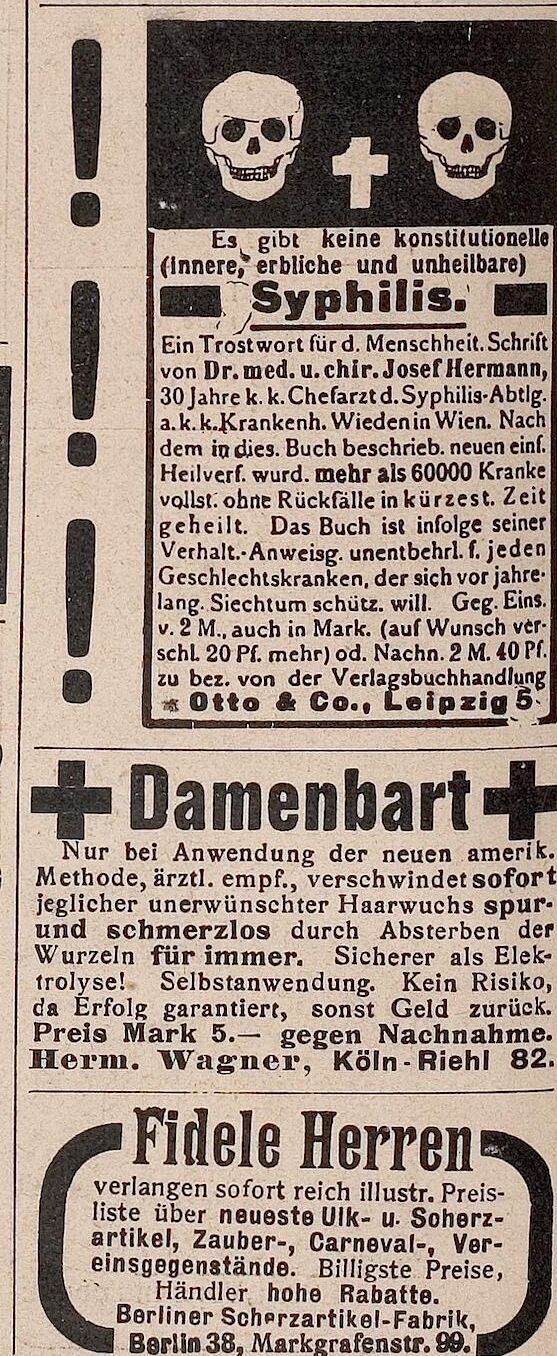 ! Es gibt keine konstitutionelle
(innere, erbliche und unheilbare)
Syphilis.
! Ein Trostwort für d. Menschheit. Schrift
von Dr. med. u. chir. Josef Hermann,
30 Jahre k. k. Chefarzt d. Syphilis-Abtlg.
a. k. k. Krankenh. Wieden in Wien. Nach
dem in dies. Buch beschrieb. neuen einf.
Heilverf. wurd. mehr als 60000 Kranke
vollst. ohne Rückfälle in kürzest. Zeit
! geheilt. Das Buch ist infolge seiner
Verhalt.-Anweisg. unentbehrl. f. jeden
Geschlechtskranken, der sich vor jahre-
lang. Siechtum schütz. will. Geg. Eins.
v. 2 M., auch in Mark. (auf Wunsch ver-
schl. 20 Pf. mehr) od. Nachn. 2 M. 40 Pf.
zu bez. von der Verlagsbuchhandlung
Otto & Co., Leipzig 5
Damenbart
Nur bei Anwendung der neuen amerik.
Methode, ärztl. empf., verschwindet sofort
jeglicher unerwünschter Haarwuchs spur-
und schmerzlos durch Absterben der
Wurzeln für immer. Sicherer als Elek-
trolyse! Selbstanwendung. Kein Risiko,
da Erfolg garantiert, sonst Geld zurück.
Preis Mark 5.— gegen Nachnahme.
Herm. Wagner, Köln-Riehl 82.
Fidele Herren
verlangen sofort reich illustr. Preis-
liste über neueste Ulk- u. Scherz-
artikel, Zauber-, Carneval-, Ver-
einsgegenstände. Billigste Preise,
Händler hohe Rabatte.
Berliner Scherzartikel-Fabrik,
Berlin 38, Markgrafenstr. 99.